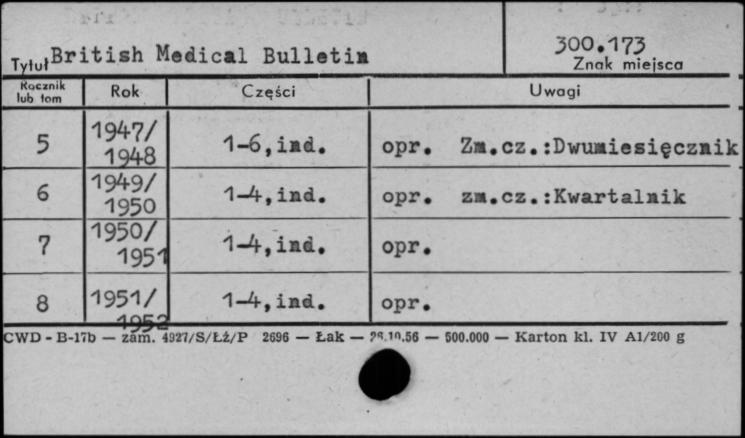 Tytuł British Medical Bulletin 300.173
Znak miejsca
Rocznik lub tom Rok Części Uwagi
5 1947/1948 1-6,ind. opr. Zm.cz.:Dwumiesięcznik
6 1949/1950 1-4,ind. opr. zm.cz.:Kwartalnik
7 1950/1951 1-4,ind. opr.
8 1951/1952 1-4,ind. opr.
CWD - B-17b — zam. 4927/S/Łż/P 2696 — Łak — 26.10.56 — 500.000 — Karton kl. IV A1/200 g